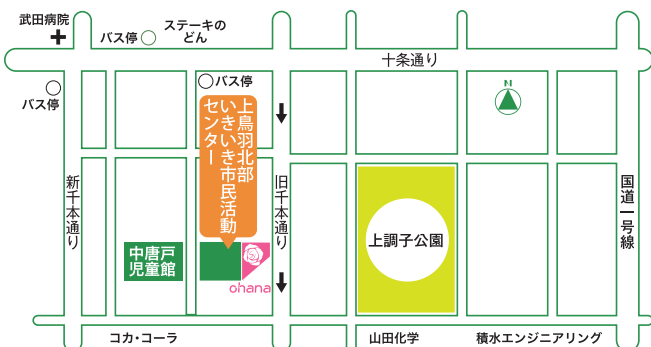 武田病院
バス停
ステーキの
どん
十条通り
バス停
バス停
N
上鳥羽北部
いきいき市民活動
センター
新千本通り
旧千本通り
国道一号線
中唐戸
児童館
ohana
上調子公園
コカ・コーラ
山田化学
積水エンジニアリング